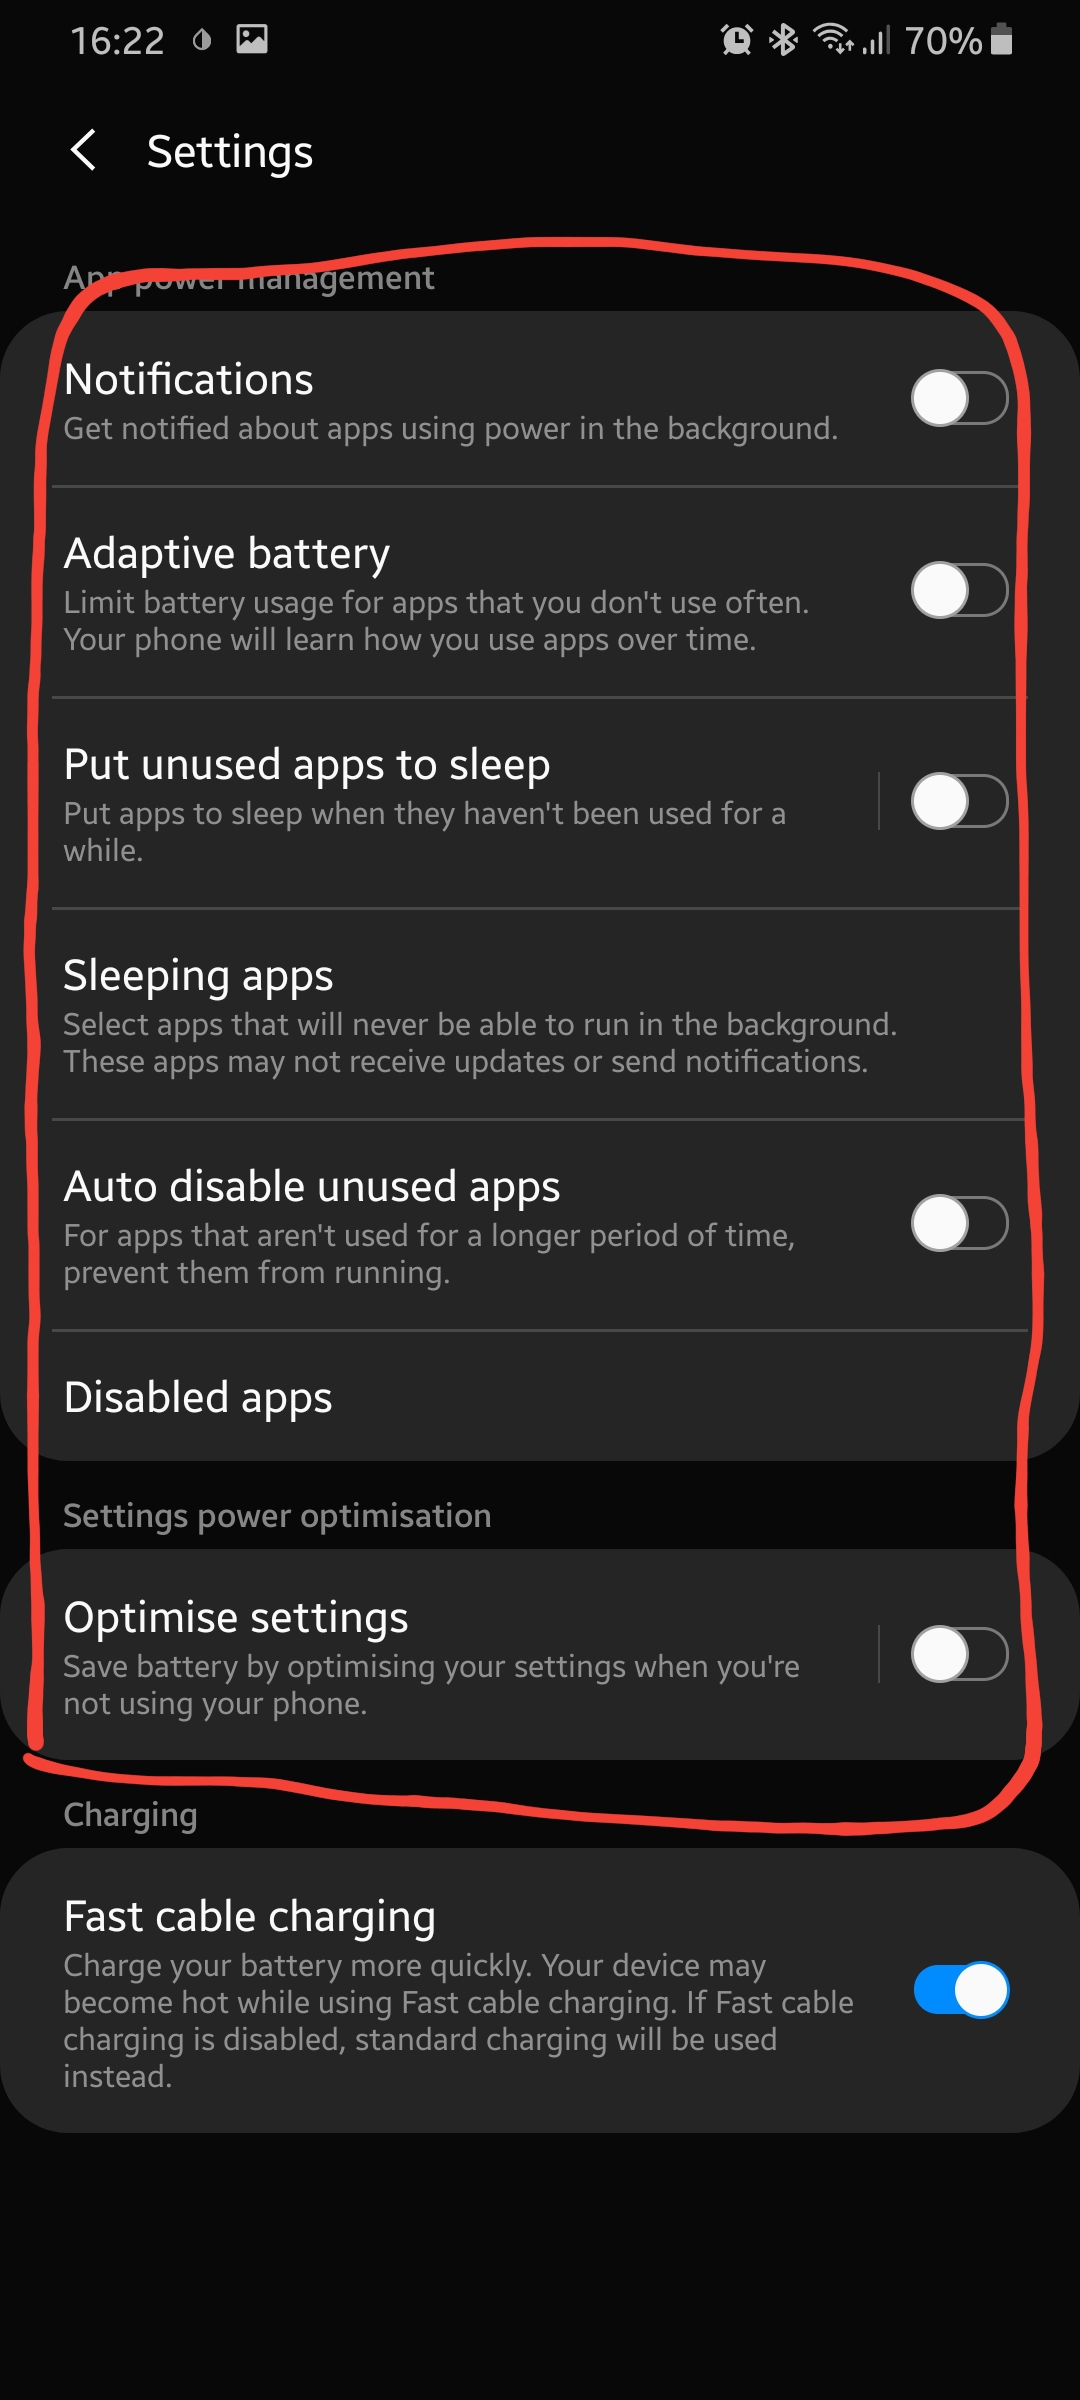 16:22
70%
Settings
App power management
Notifications
Get notified about apps using power in the background.
Adaptive battery
Limit battery usage for apps that you don't use often.
Your phone will learn how you use apps over time.
Put unused apps to sleep
Put apps to sleep when they haven't been used for a
while.
Sleeping apps
Select apps that will never be able to run in the background.
These apps may not receive updates or send notifications.
Auto disable unused apps
For apps that aren't used for a longer period of time,
prevent them from running.
Disabled apps
Settings power optimisation
Optimise settings
Save battery by optimising your settings when you're
not using your phone.
Charging
Fast cable charging
Charge your battery more quickly. Your device may
become hot while using Fast cable charging. If Fast cable
charging is disabled, standard charging will be used
instead.